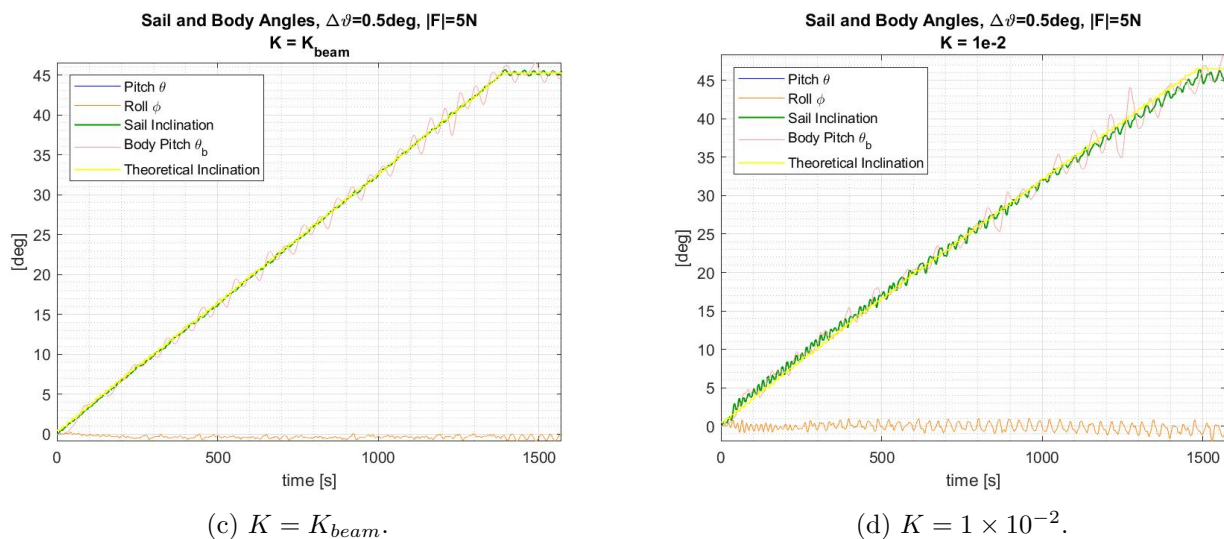 Sail and Body Angles, Δϑ=0.5deg, |F|=5N
K = K_beam
45
40
35
30
25
20
15
10
5
0
[deg]
Pitch θ
Roll ϕ
Sail Inclination
Body Pitch θ_b
Theoretical Inclination
0
500
1000
1500
time [s]
(c) K = K_beam.
Sail and Body Angles, Δϑ=0.5deg, |F|=5N
K = 1e-2
45
40
35
30
25
20
15
10
5
0
[deg]
Pitch θ
Roll ϕ
Sail Inclination
Body Pitch θ_b
Theoretical Inclination
0
500
1000
1500
time [s]
(d) K = 1 × 10⁻².